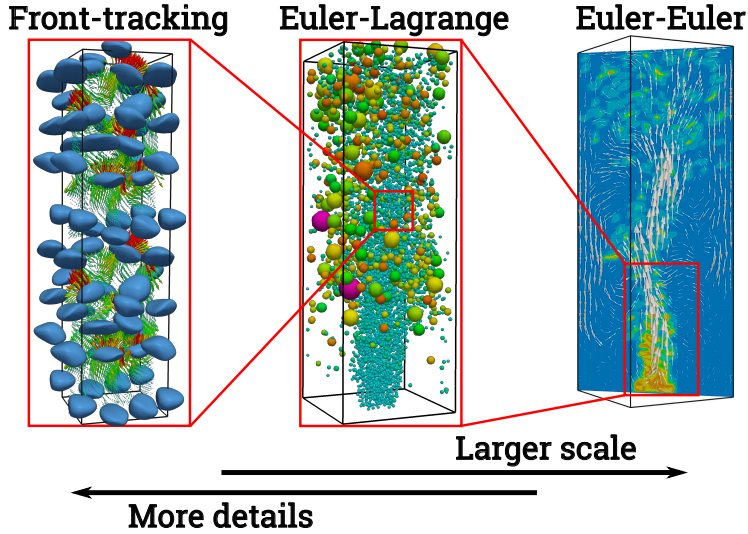 Front-tracking
Euler-Lagrange
Euler-Euler
Larger scale
More details